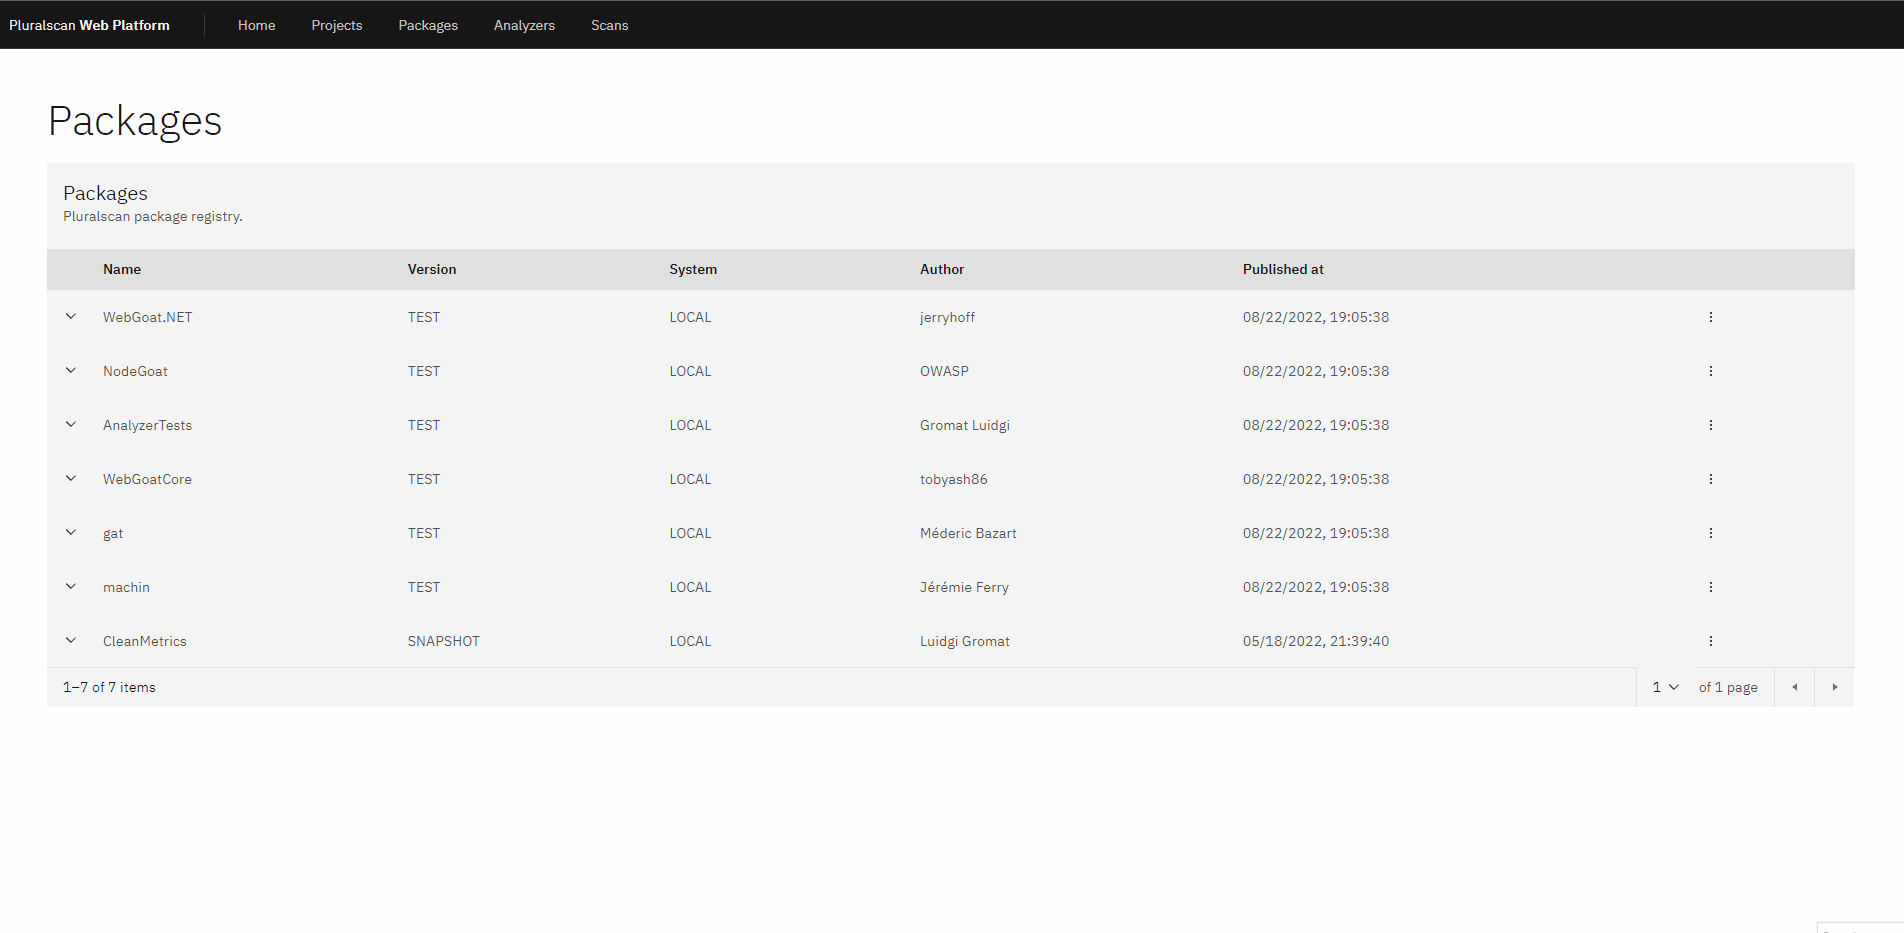 Pluralscan Web Platform Home Projects Packages Analyzers Scans
Packages
Packages
Pluralscan package registry.
Name Version System Author Published at
WebGoat.NET TEST LOCAL jerryhoff 08/22/2022, 19:05:38
NodeGoat TEST LOCAL OWASP 08/22/2022, 19:05:38
AnalyzerTests TEST LOCAL Gromat Luidgi 08/22/2022, 19:05:38
WebGoatCore TEST LOCAL tobyash86 08/22/2022, 19:05:38
gat TEST LOCAL Méderic Bazart 08/22/2022, 19:05:38
machin TEST LOCAL Jérémie Ferry 08/22/2022, 19:05:38
CleanMetrics SNAPSHOT LOCAL Luidgi Gromat 05/18/2022, 21:39:40
1–7 of 7 items 1 of 1 page